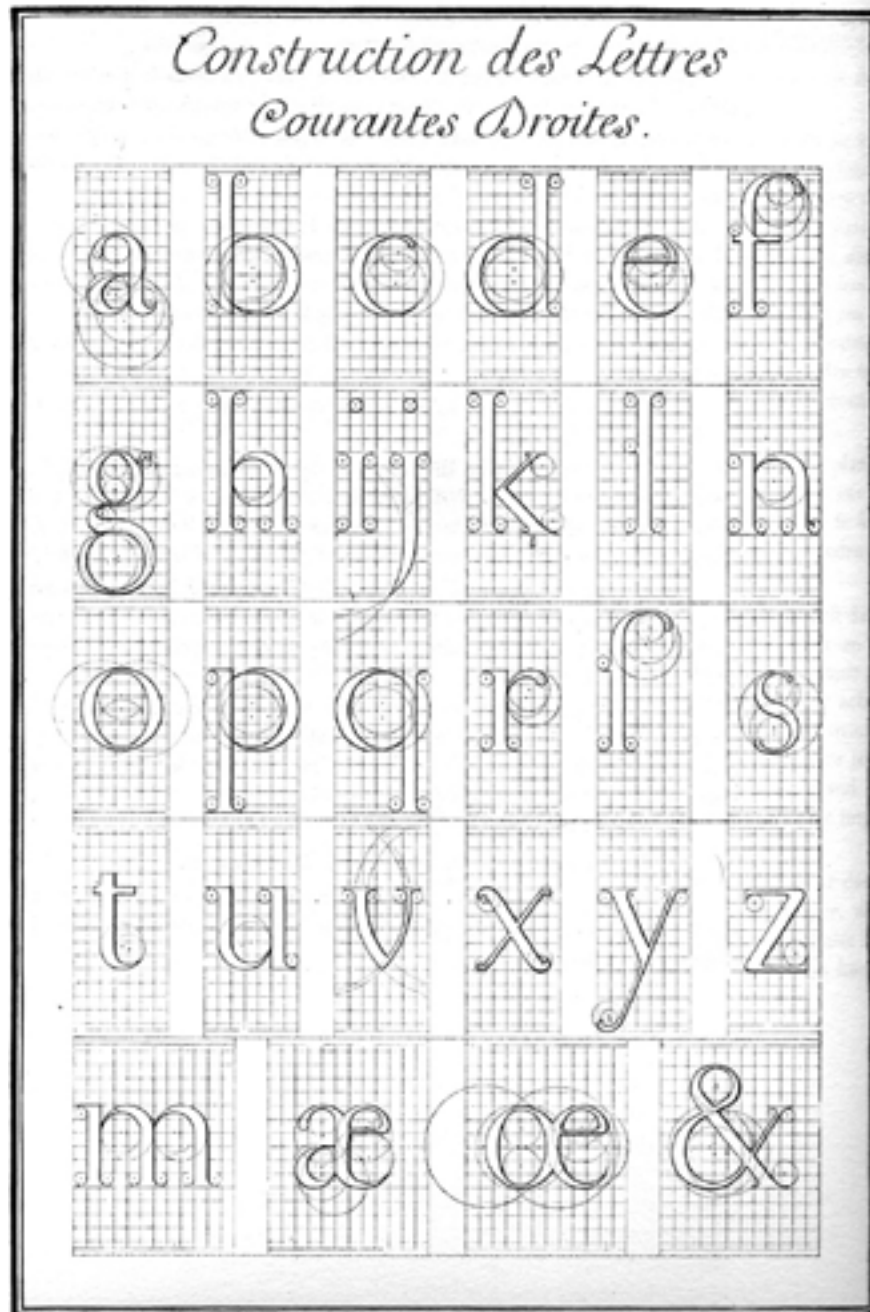 Construction des Lettres
Courantes Droites.
a b c d e f
g h i j k l n
o p q r ſ s
t u v x y z
m æ œ &